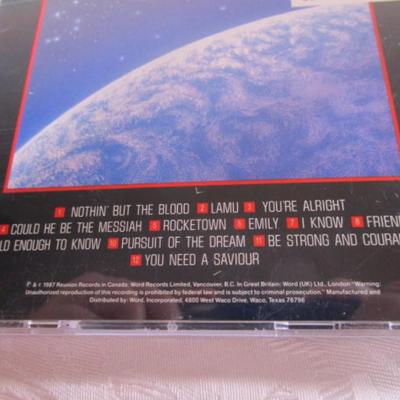 1 NOTHIN' BUT THE BLOOD 2 LAMU 3 YOU'RE ALRIGHT
4 COULD HE BE THE MESSIAH 5 ROCKETOWN 6 EMILY 7 I KNOW 8 FRIEN
LD ENOUGH TO KNOW 10 PURSUIT OF THE DREAM 11 BE STRONG AND COURA
12 YOU NEED A SAVIOUR
℗ & © 1987 Reunion Records in Canada: Word Records Limited, Vancouver, B.C. In Great Britain: Word (UK) Ltd., London "Warning:
Unauthorized reproduction of this recording is prohibited by federal law and is subject to criminal prosecution." Manufactured and
Distributed by: Word, Incorporated, 4800 West Waco Drive, Waco, Texas 76796